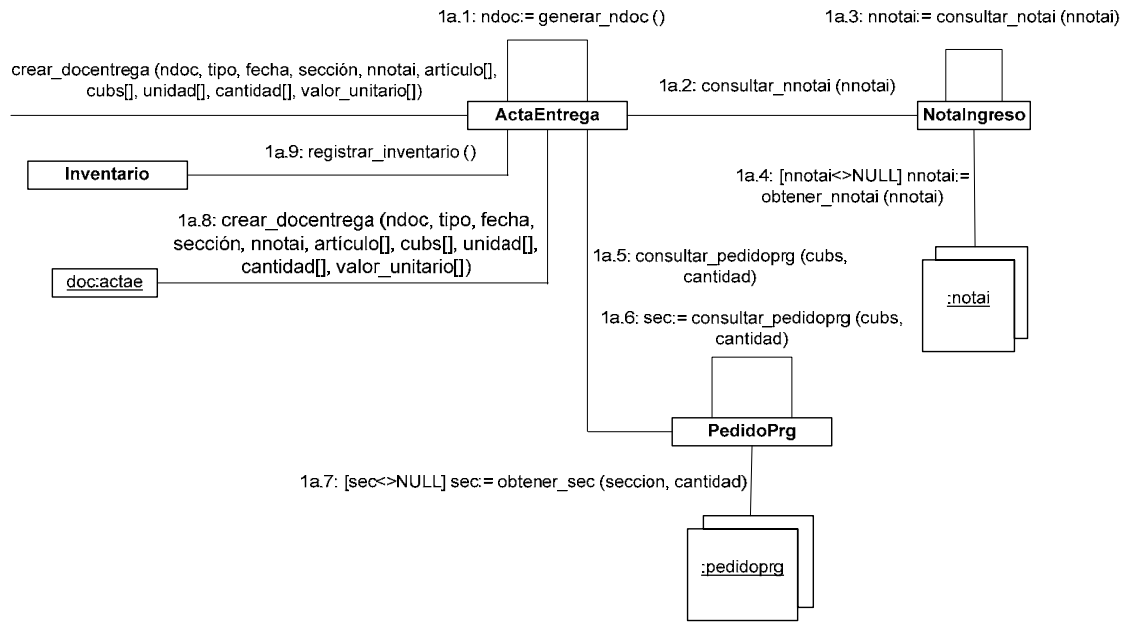 1a.1: ndoc:= generar_ndoc ()
1a.3: nnotai:= consultar_notai (nnotai)
crear_docentrega (ndoc, tipo, fecha, sección, nnotai, artículo[],
cubs[], unidad[], cantidad[], valor_unitario[])
1a.2: consultar_nnotai (nnotai)
ActaEntrega
NotaIngreso
1a.9: registrar_inventario ()
Inventario
1a.4: [nnotai<>NULL] nnotai:=
obtener_nnotai (nnotai)
1a.8: crear_docentrega (ndoc, tipo, fecha,
sección, nnotai, artículo[], cubs[], unidad[],
cantidad[], valor_unitario[])
doc:actae
1a.5: consultar_pedidoprg (cubs,
cantidad)
:notai
1a.6: sec:= consultar_pedidoprg (cubs,
cantidad)
PedidoPrg
1a.7: [sec<>NULL] sec:= obtener_sec (seccion, cantidad)
:pedidoprg